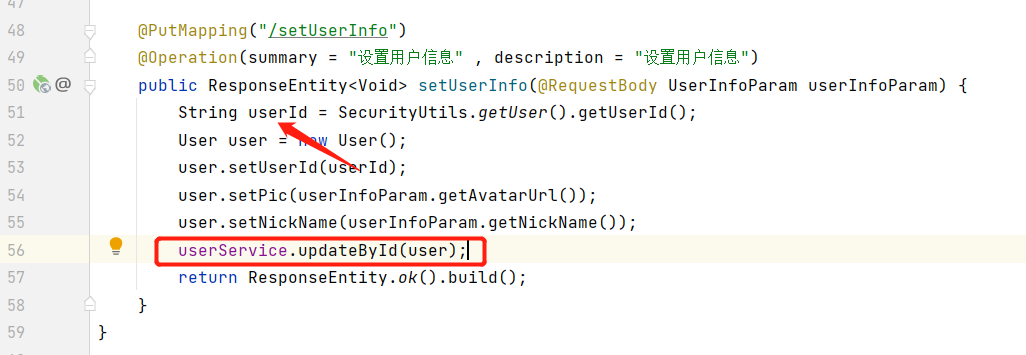 47
48 @PutMapping("/setUserInfo")
49 @Operation(summary = "设置用户信息" , description = "设置用户信息")
50 @ public ResponseEntity<Void> setUserInfo(@RequestBody UserInfoParam userInfoParam) {
51 String userId = SecurityUtils.getUser().getUserId();
52 User user = new User();
53 user.setUserId(userId);
54 user.setPic(userInfoParam.getAvatarUrl());
55 user.setNickName(userInfoParam.getNickName());
56 userService.updateById(user);
57 return ResponseEntity.ok().build();
58 }
59 }